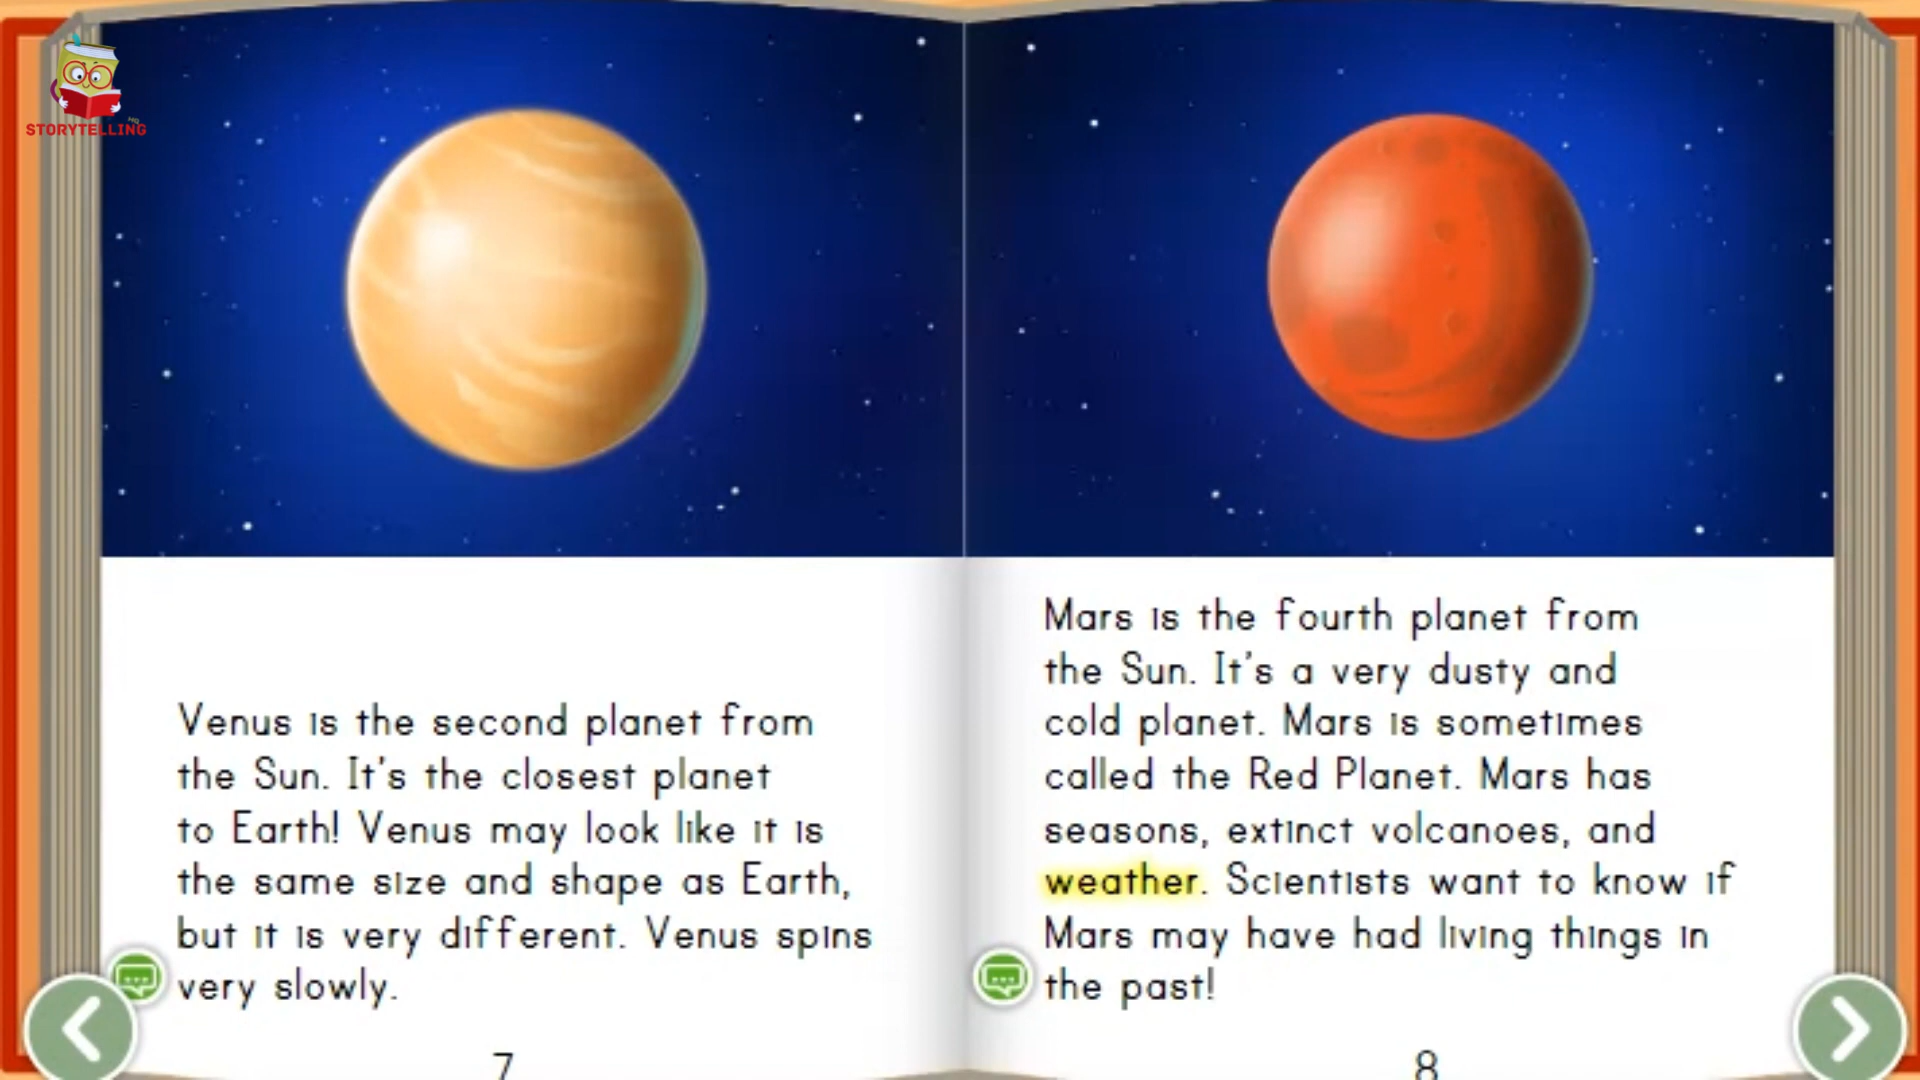 STORYTELLING HQ
Venus is the second planet from
the Sun. It's the closest planet
to Earth! Venus may look like it is
the same size and shape as Earth,
but it is very different. Venus spins
very slowly.
7
Mars is the fourth planet from
the Sun. It's a very dusty and
cold planet. Mars is sometimes
called the Red Planet. Mars has
seasons, extinct volcanoes, and
weather. Scientists want to know if
Mars may have had living things in
the past!
8